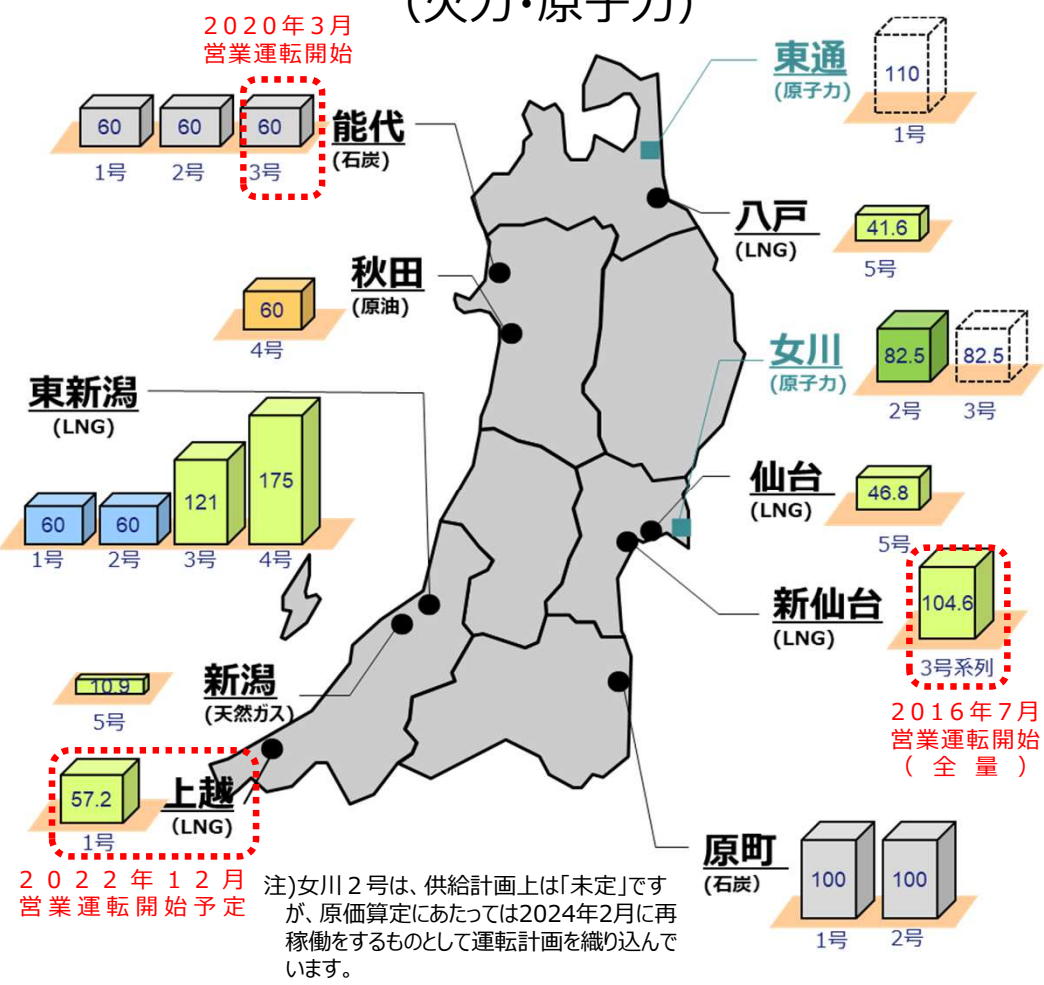 (火力・原子力)
2020年3月
営業運転開始
60
60
60
1号
2号
3号
能代
(石炭)
東通
(原子力)
110
1号
八戸
(LNG)
41.6
5号
秋田
(原油)
60
4号
女川
(原子力)
82.5
82.5
2号
3号
東新潟
(LNG)
60
60
121
175
1号
2号
3号
4号
仙台
(LNG)
46.8
5号
新仙台
(LNG)
104.6
3号系列
2016年7月
営業運転開始
(全量)
新潟
(天然ガス)
10.9
5号
上越
(LNG)
57.2
1号
2022年12月
営業運転開始予定
原町
(石炭)
100
100
1号
2号
注)女川2号は、供給計画上は「未定」です
が、原価算定にあたっては2024年2月に再
稼働をするものとして運転計画を織り込んで
います。